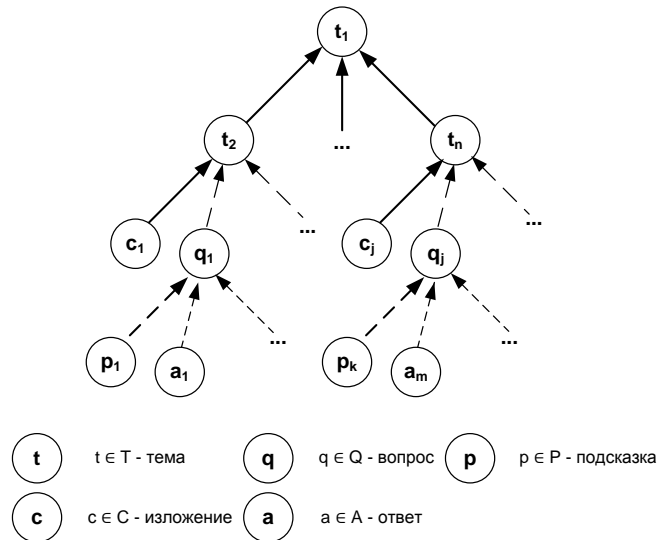 t₁
t₂ ... tₙ
c₁ q₁ ... cⱼ qⱼ ...
p₁ a₁ ... pₖ aₘ ...
t t ∈ T - тема q q ∈ Q - вопрос p p ∈ P - подсказка
c c ∈ C - изложение a a ∈ A - ответ